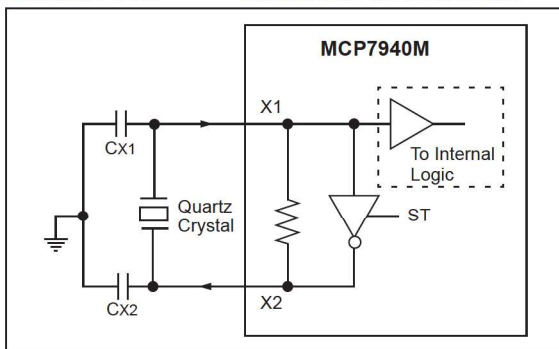 MCP7940M
X1
CX1
To Internal
Logic
Quartz
Crystal
ST
X2
CX2